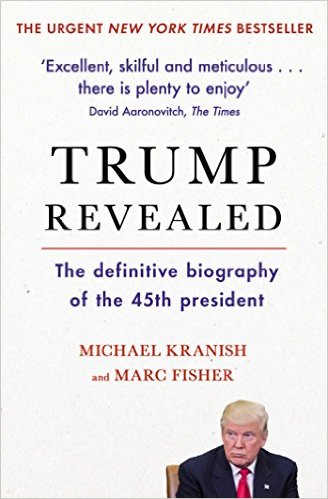 THE URGENT NEW YORK TIMES BESTSELLER
‘Excellent, skilful and meticulous . . .
there is plenty to enjoy’
David Aaronovitch, The Times
TRUMP
REVEALED
The definitive biography
of the 45th president
MICHAEL KRANISH
and MARC FISHER